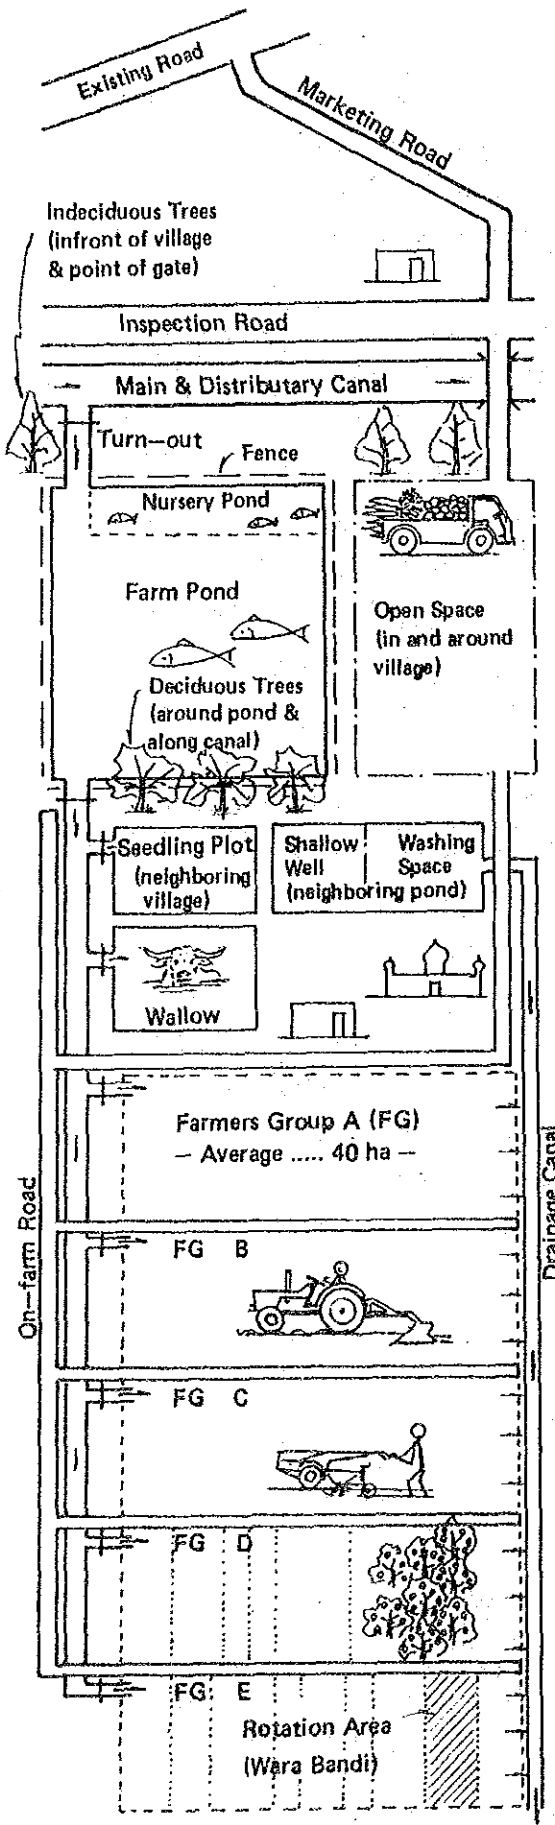 Existing Road
Marketing Road
Indeciduous Trees
(infront of village
& point of gate)
Inspection Road
Main & Distributary Canal
Turn-out
Fence
Nursery Pond
Farm Pond
Open Space
(in and around
village)
Deciduous Trees
(around pond &
along canal)
Seedling Plot
(neighboring
village)
Shallow Washing
Well Space
(neighboring pond)
Wallow
Farmers Group A (FG)
— Average ..... 40 ha —
On-farm Road
Drainage Canal
FG B
FG C
FG D
FG E
Rotation Area
(Wara Bandi)